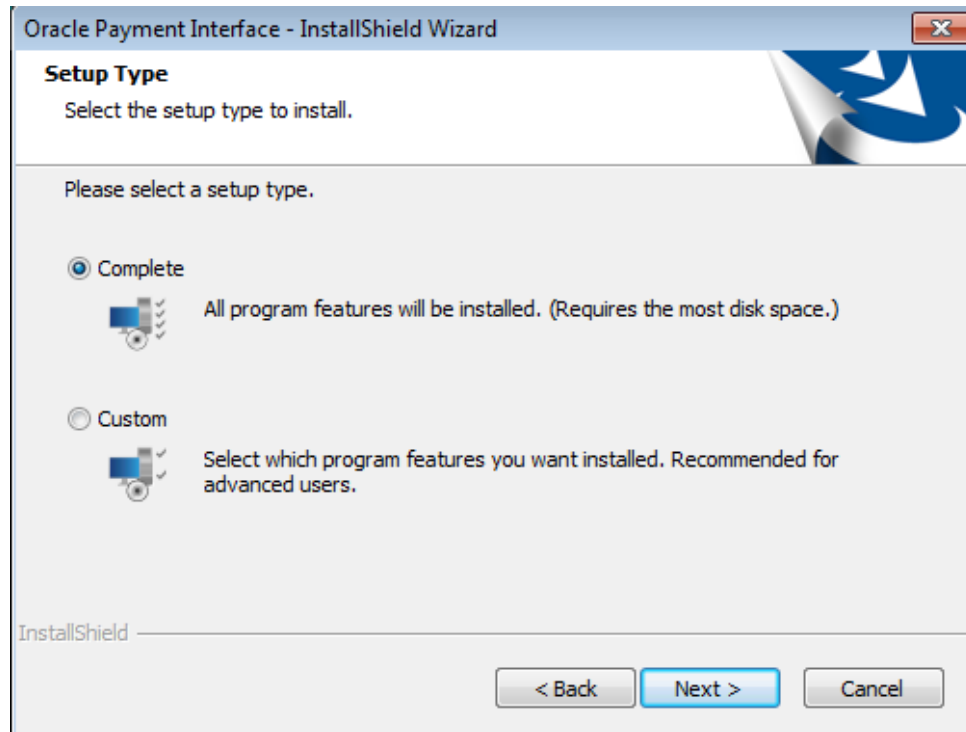 Oracle Payment Interface - InstallShield Wizard
Setup Type
Select the setup type to install.
Please select a setup type.
Complete
All program features will be installed. (Requires the most disk space.)
Custom
Select which program features you want installed. Recommended for
advanced users.
InstallShield
< Back
Next >
Cancel